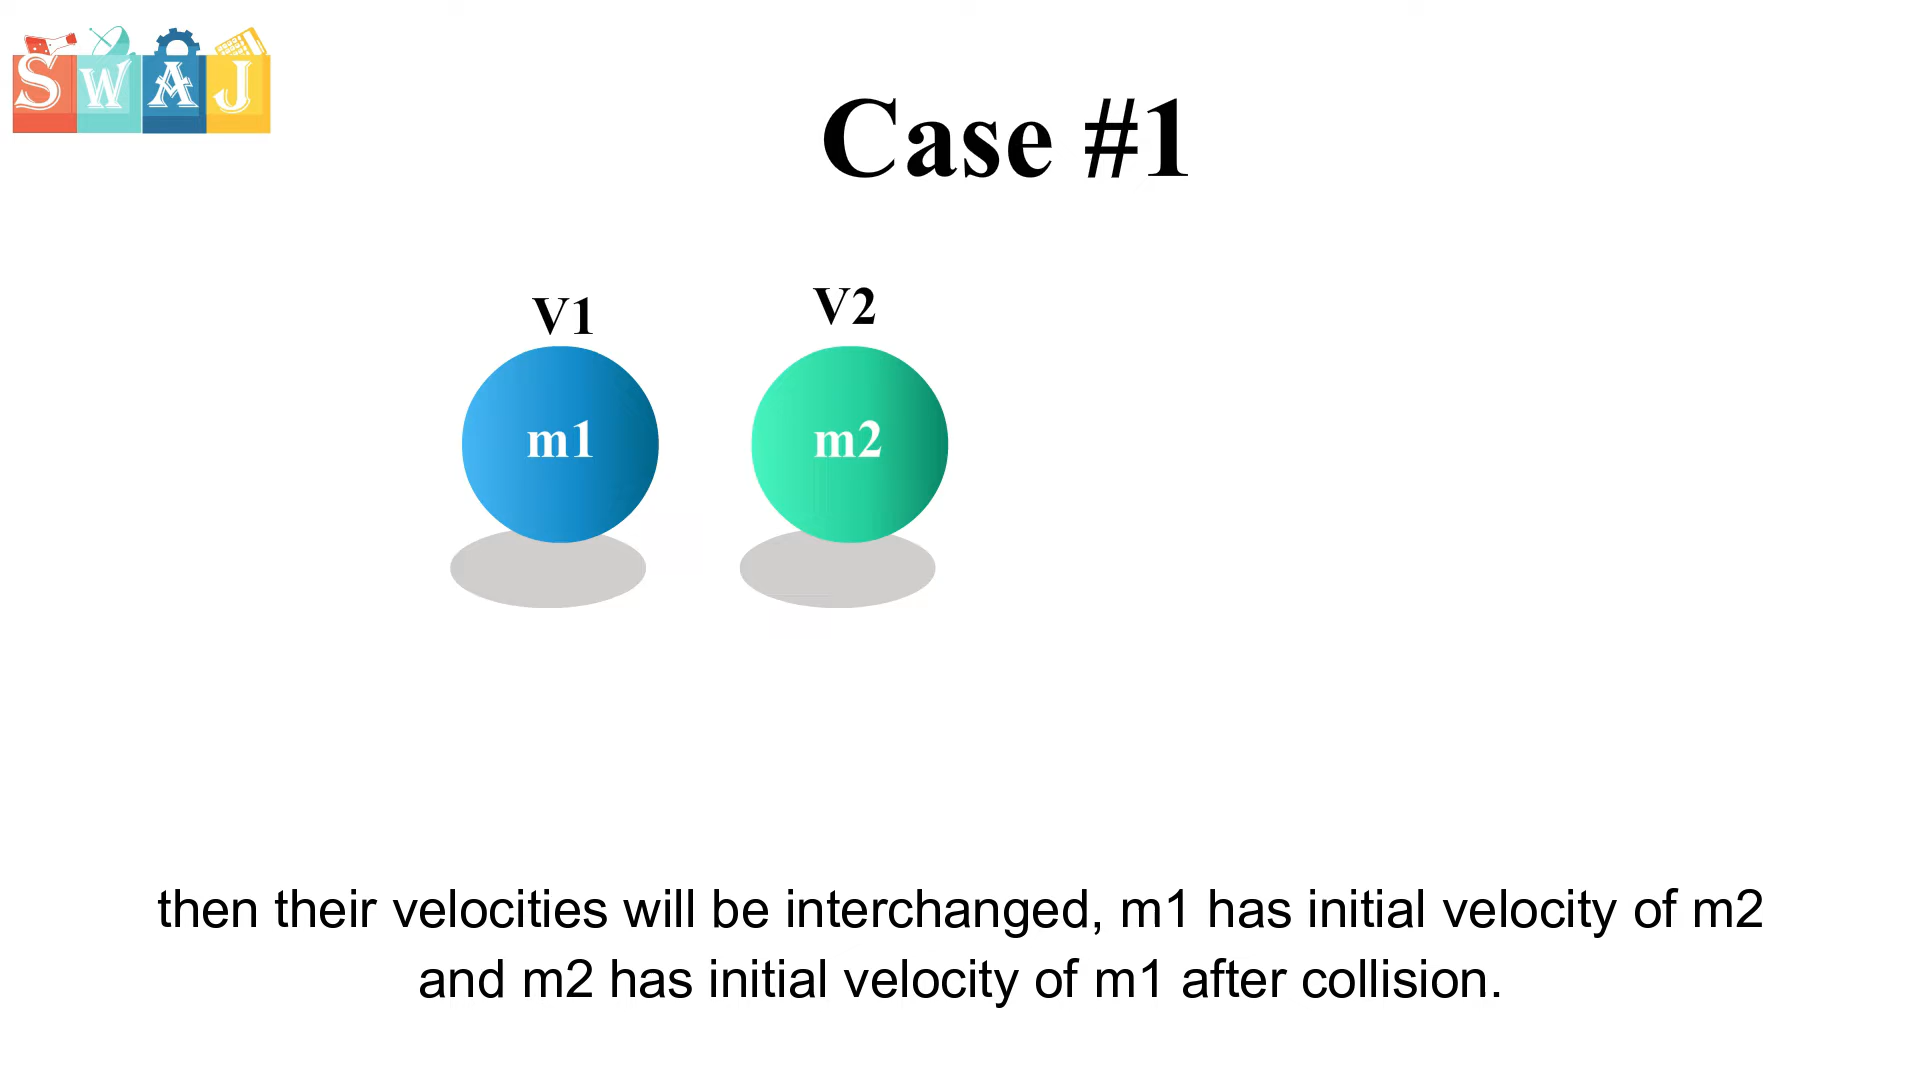 SWAJ
Case #1
V1 V2
m1 m2
then their velocities will be interchanged, m1 has initial velocity of m2
and m2 has initial velocity of m1 after collision.